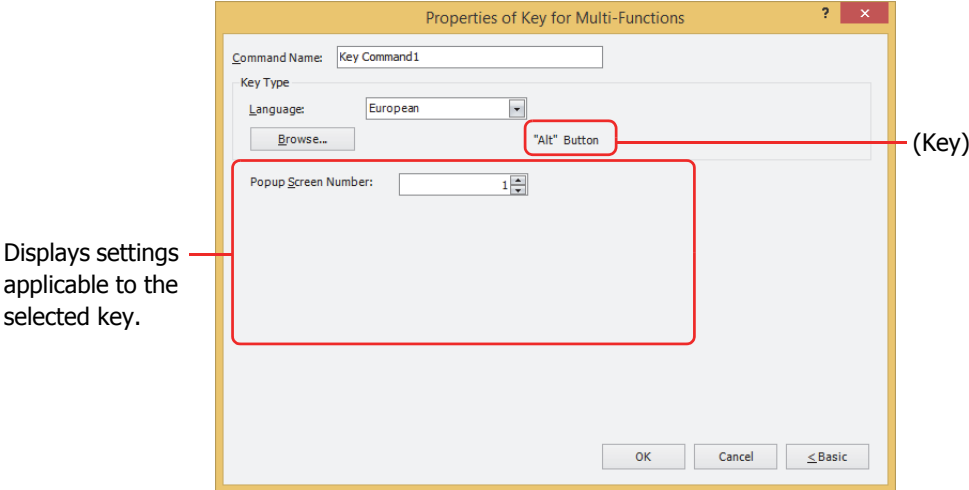 Properties of Key for Multi-Functions
?
×
Command Name:
Key Command1
Key Type
Language:
European
Browse...
"Alt" Button
(Key)
Popup Screen Number:
1
Displays settings
applicable to the
selected key.
OK
Cancel
< Basic